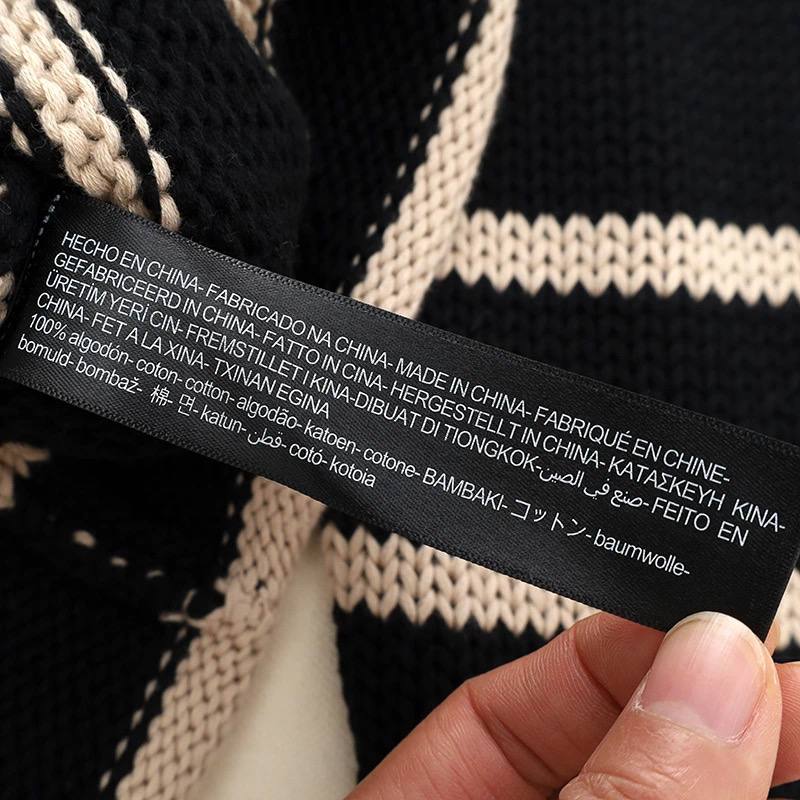 HECHO EN CHINA- FABRICADO NA CHINA- MADE IN CHINA- FABRIQUÉ EN CHINE-
GEFABRICEERD IN CHINA- FATTO IN CINA- HERGESTELLT IN CHINA- ΚΑΤΑΣΚΕΥΗ ΚΙΝΑ-
ÜRETİM YERİ CIN- FREMSTILLET I KINA-DIBUAT DI TIONGKOK-صنع في الصين-FEITO EN
CHINA- FET A LA XINA- TXINAN EGINA
100% algodón- coton- cotton- algodão- katoen- cotone- BAMBAKI- コットン- baumwolle-
bomuld- bombaž- 棉 면- katun- قطن- cotó- kotoia